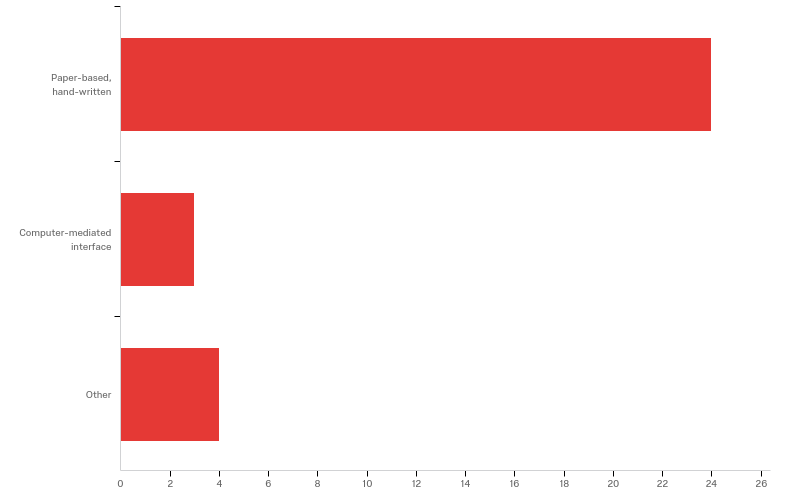 Paper-based,
hand-written
Computer-mediated
interface
Other
0 2 4 6 8 10 12 14 16 18 20 22 24 26